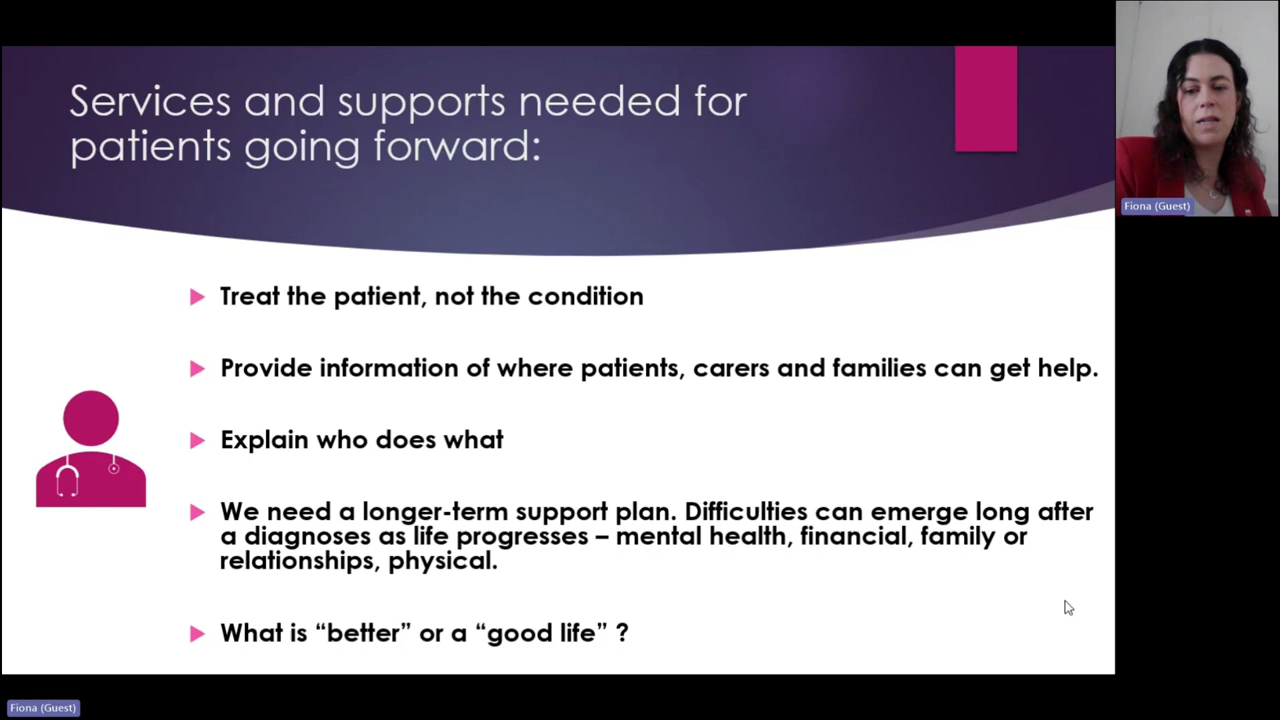 Services and supports needed for
patients going forward:
Fiona (Guest)
Treat the patient, not the condition
Provide information of where patients, carers and families can get help.
Explain who does what
We need a longer-term support plan. Difficulties can emerge long after
a diagnoses as life progresses – mental health, financial, family or
relationships, physical.
What is “better” or a “good life” ?
Fiona (Guest)